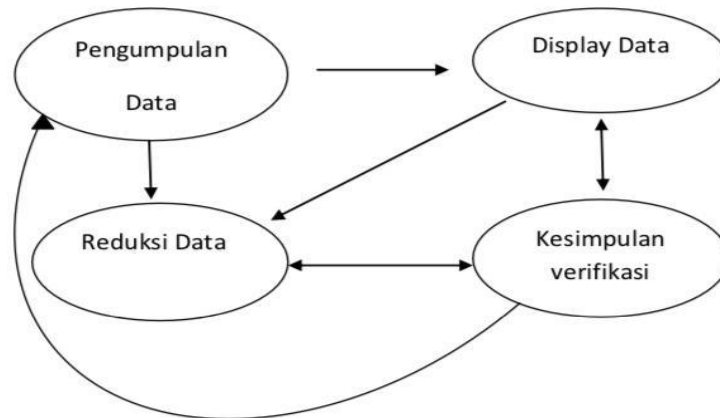 Pengumpulan
Data
Display Data
Reduksi Data
Kesimpulan
verifikasi